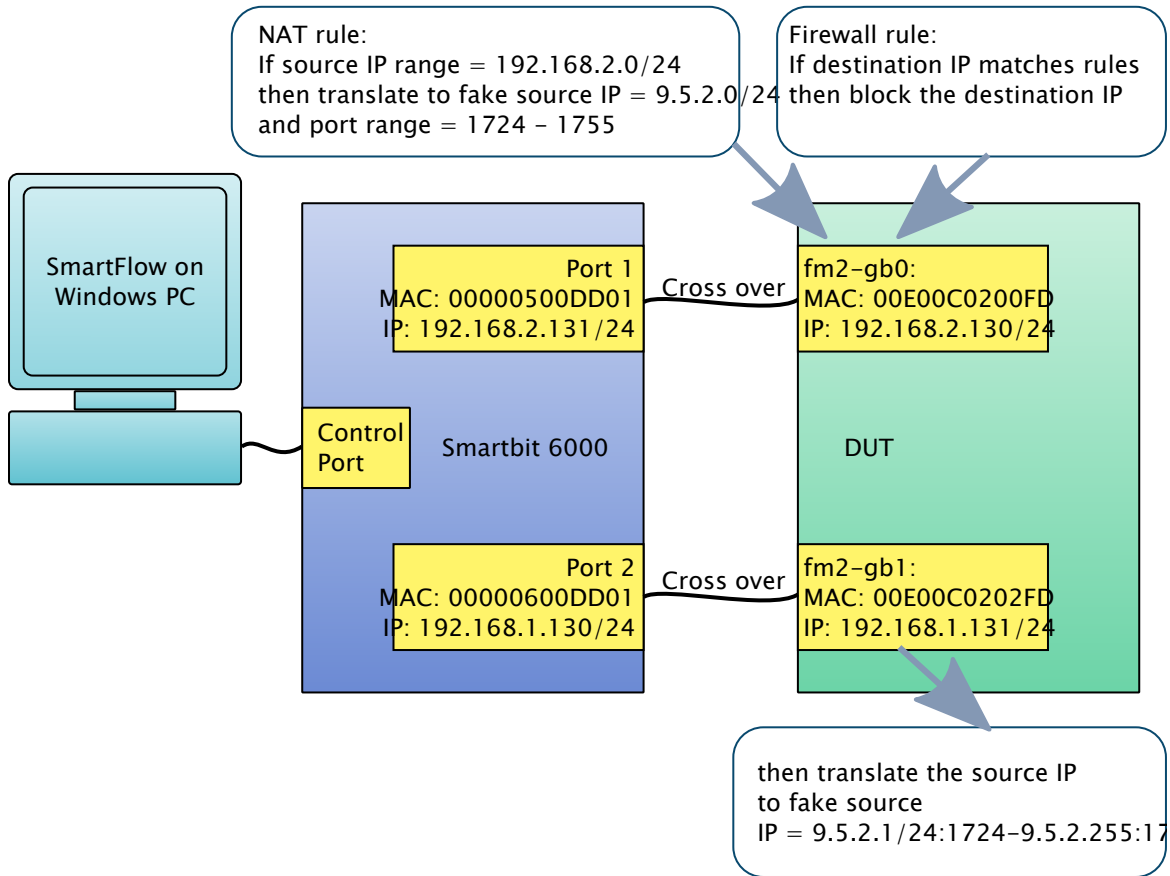 NAT rule:
If source IP range = 192.168.2.0/24
then translate to fake source IP = 9.5.2.0/24
and port range = 1724 – 1755
Firewall rule:
If destination IP matches rules
then block the destination IP
SmartFlow on
Windows PC
Port 1
MAC: 00000500DD01
IP: 192.168.2.131/24
Cross over
fm2–gb0:
MAC: 00E00C0200FD
IP: 192.168.2.130/24
Control
Port
Smartbit 6000
DUT
Port 2
MAC: 00000600DD01
IP: 192.168.1.130/24
Cross over
fm2–gb1:
MAC: 00E00C0202FD
IP: 192.168.1.131/24
then translate the source IP
to fake source
IP = 9.5.2.1/24:1724–9.5.2.255:17